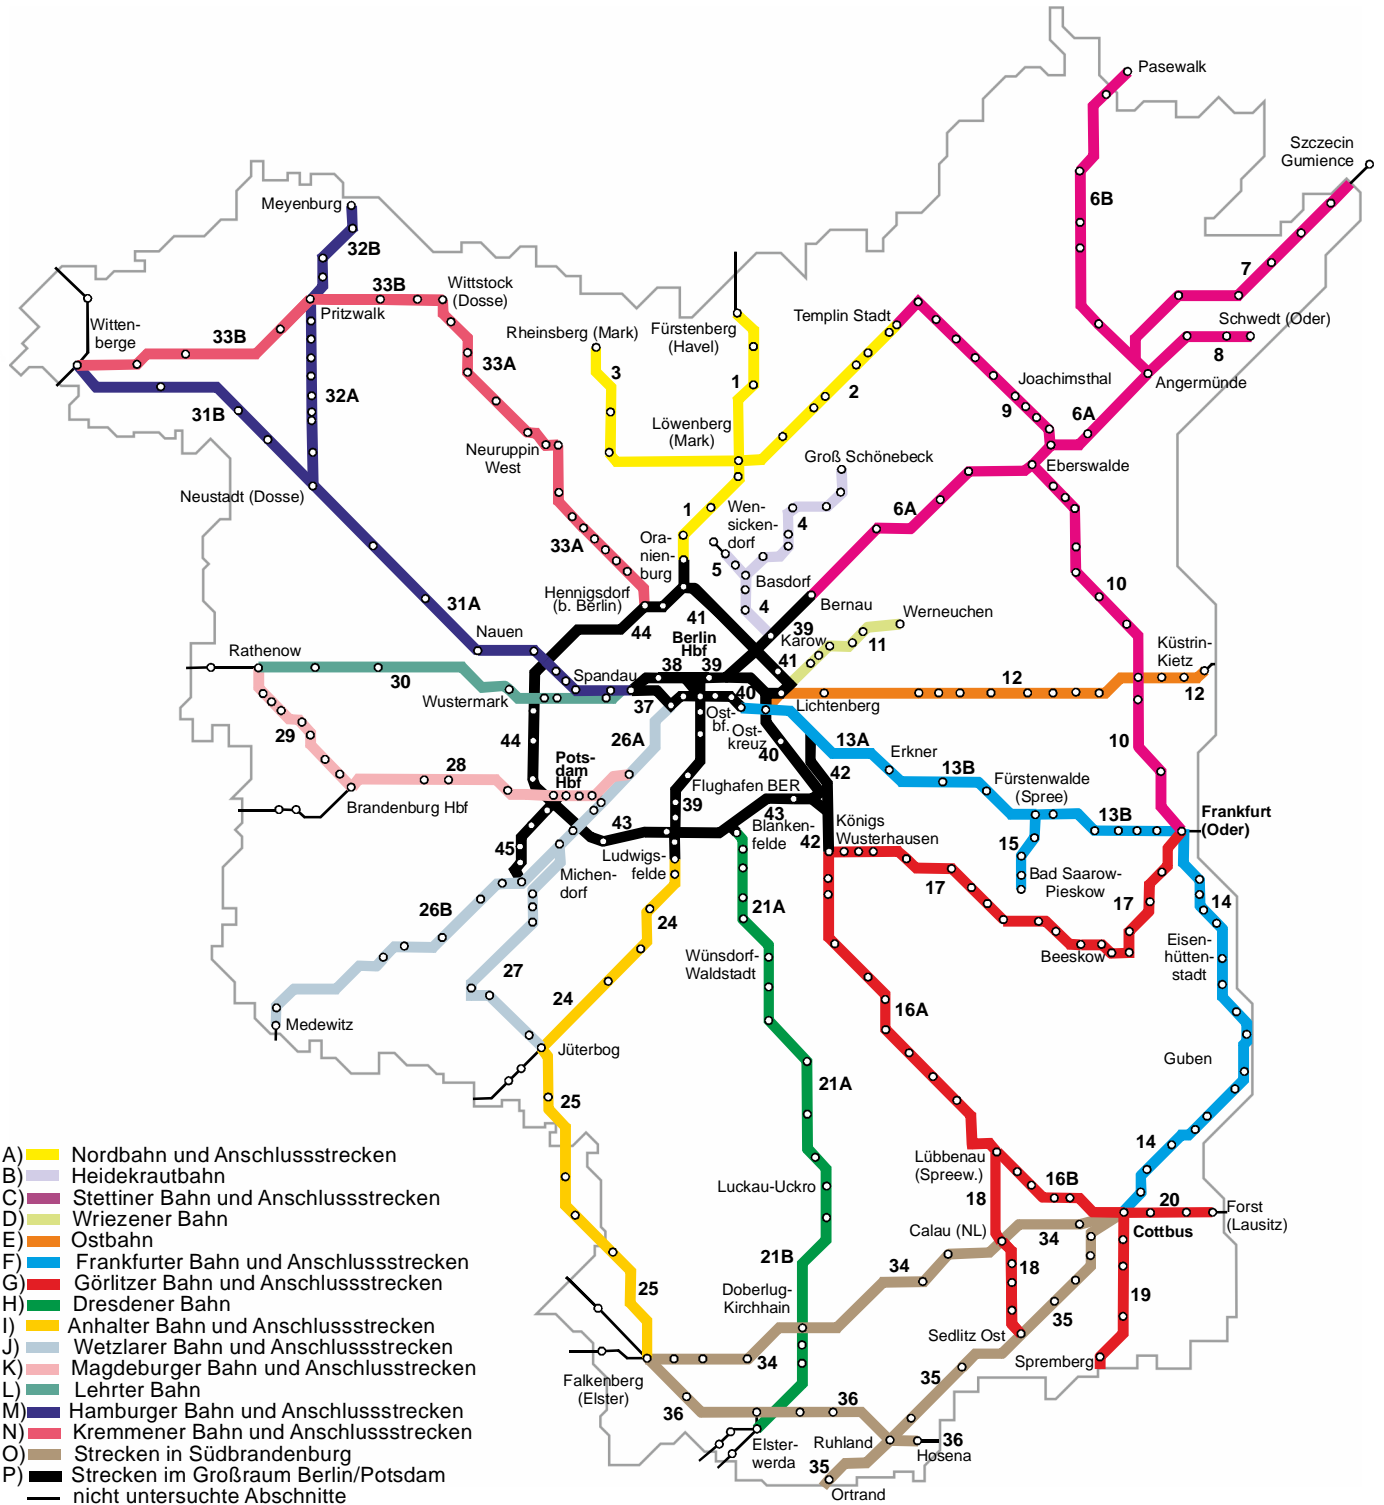 Pasewalk
Szczecin
Gumience
6B
Meyenburg
32B
7
33B
Wittstock
(Dosse)
Pritzwalk
Rheinsberg (Mark)
Fürstenberg
(Havel)
Templin Stadt
Schwedt (Oder)
8
Witten-
berge
33B
33A
3
1
2
Joachimsthal
Angermünde
32A
9
6A
31B
Löwenberg
(Mark)
Neuruppin
West
Groß Schönebeck
Eberswalde
Neustadt (Dosse)
1
Wen-
sicken-
dorf
4
6A
33A
Ora-
nien-
burg
5
Basdorf
10
Hennigsdorf
(b. Berlin)
31A
4
Bernau
Werneuchen
44
41
39
Karow
11
Nauen
Berlin
Hbf
41
Küstrin-
Kietz
Rathenow
30
Spandau
38
39
12
12
Wustermark
37
40
Lichtenberg
Ost-
bf.
Ost-
kreuz
29
44
26A
40
13A
Erkner
10
28
Pots-
dam
Hbf
42
13B
Fürstenwalde
(Spree)
Flughafen BER
Brandenburg Hbf
39
43
13B
Frankfurt
(Oder)
43
Blanken-
felde
Königs
Wusterhausen
42
15
45
Ludwigs-
felde
Michen-
dorf
Bad Saarow-
Pieskow
17
17
14
26B
24
21A
Eisen-
hütten-
stadt
Wünsdorf-
Waldstadt
Beeskow
27
24
16A
Medewitz
Jüterbog
Guben
21A
25
14
Lübbenau
(Spreew.)
16B
Luckau-Uckro
18
20
Forst
(Lausitz)
Calau (NL)
34
Cottbus
21B
34
18
25
Doberlug-
Kirchhain
35
19
Sedlitz Ost
34
Spremberg
Falkenberg
(Elster)
35
36
36
Elster-
werda
Ruhland
36
Hosena
35
Ortrand
A) Nordbahn und Anschlussstrecken
B) Heidekrautbahn
C) Stettiner Bahn und Anschlussstrecken
D) Wriezener Bahn
E) Ostbahn
F) Frankfurter Bahn und Anschlussstrecken
G) Görlitzer Bahn und Anschlussstrecken
H) Dresdener Bahn
I) Anhalter Bahn und Anschlussstrecken
J) Wetzlarer Bahn und Anschlussstrecken
K) Magdeburger Bahn und Anschlusstrecken
L) Lehrter Bahn
M) Hamburger Bahn und Anschlussstrecken
N) Kremmener Bahn und Anschlussstrecken
O) Strecken in Südbrandenburg
P) Strecken im Großraum Berlin/Potsdam
nicht untersuchte Abschnitte